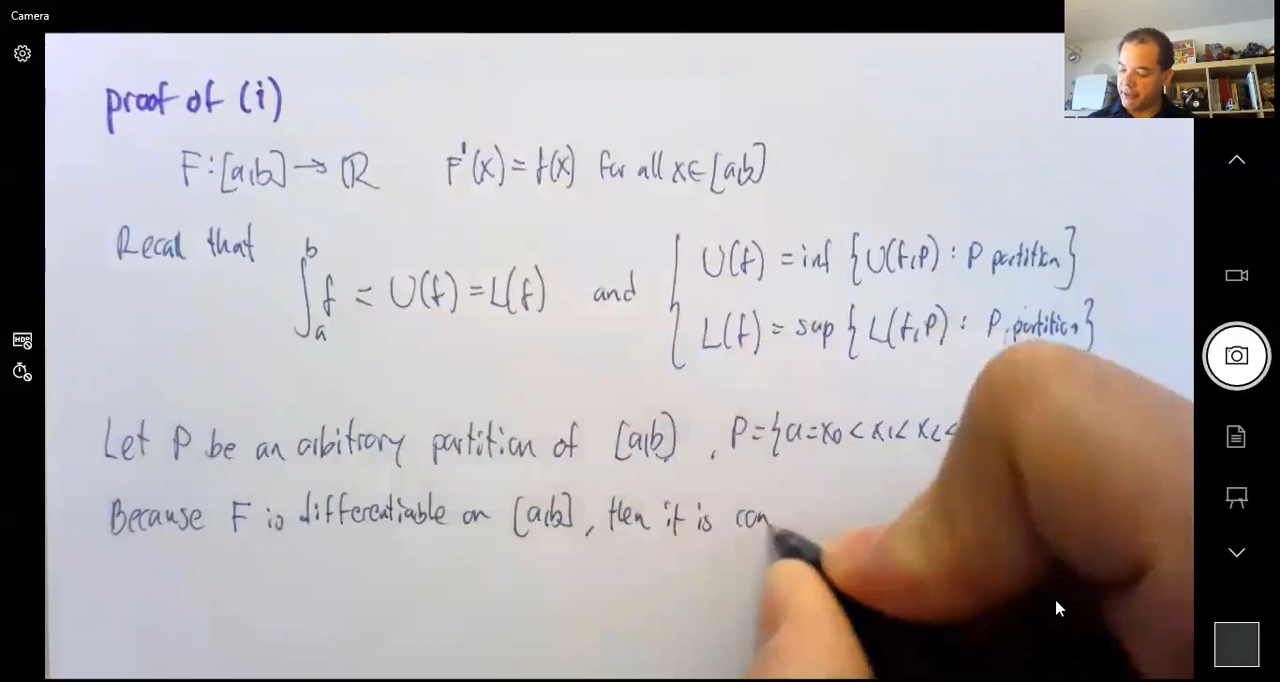 Camera
proof of (i)
F:[a,b] → ℝ F'(x) = f(x) for all x∈[a,b]
Recall that ∫_a^b f = U(f) = L(f) and { U(f) = inf {U(f,P) : P partition}
L(f) = sup {L(f,P) : P partition}
Let P be an arbitrary partition of [a,b], P={a=x₀<x₁<x₂<
Because F is differentiable on [a,b], then it is con
HDR